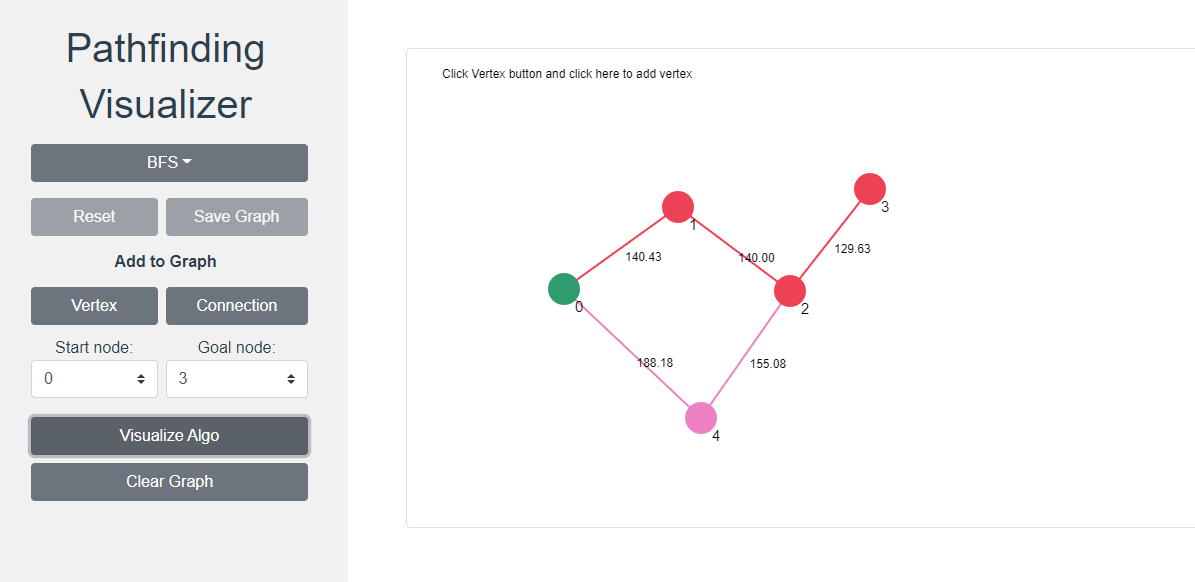 Pathfinding
Visualizer
BFS
Reset Save Graph
Add to Graph
Vertex Connection
Start node: Goal node:
0 3
Visualize Algo
Clear Graph
Click Vertex button and click here to add vertex
3
1
129.63
140.43 140.00
0 2
188.18 155.08
4